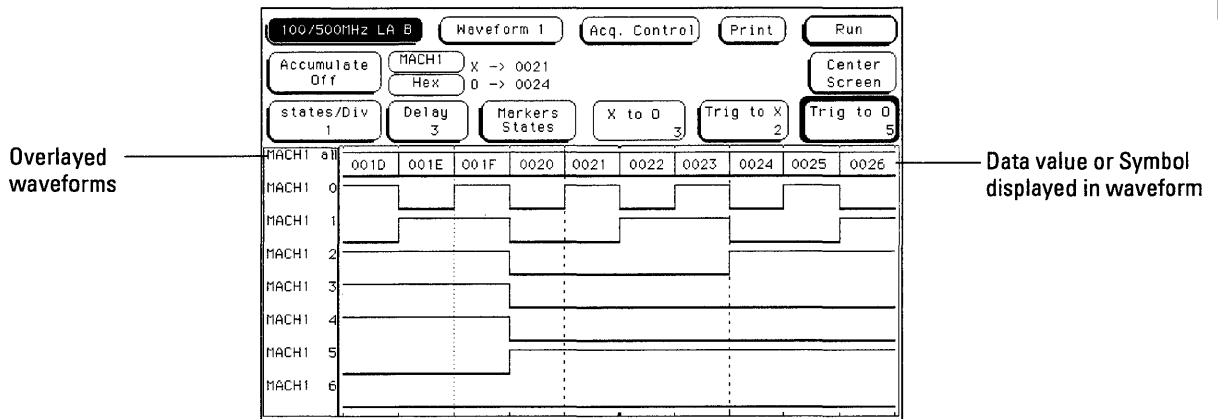 100/500MHz LA B Waveform 1 Acq. Control Print Run
Accumulate Off
MACH1 X -> 0021
Hex O -> 0024
Center Screen
states/Div 1
Delay 3
Markers States
X to O 3
Trig to X 2
Trig to O 5
Overlayed waveforms
MACH1 all 001D 001E 001F 0020 0021 0022 0023 0024 0025 0026
Data value or Symbol displayed in waveform
MACH1 0
MACH1 1
MACH1 2
MACH1 3
MACH1 4
MACH1 5
MACH1 6